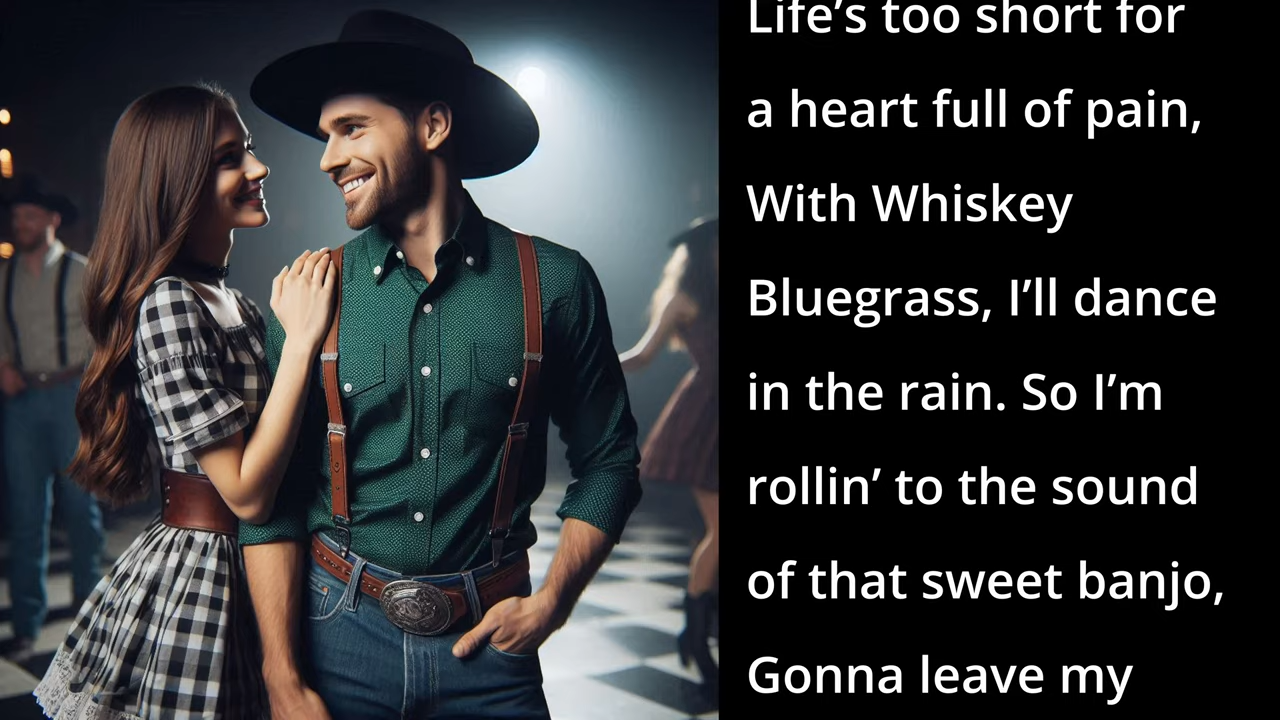 Life’s too short for
a heart full of pain,
With Whiskey
Bluegrass, I’ll dance
in the rain. So I’m
rollin’ to the sound
of that sweet banjo,
Gonna leave my